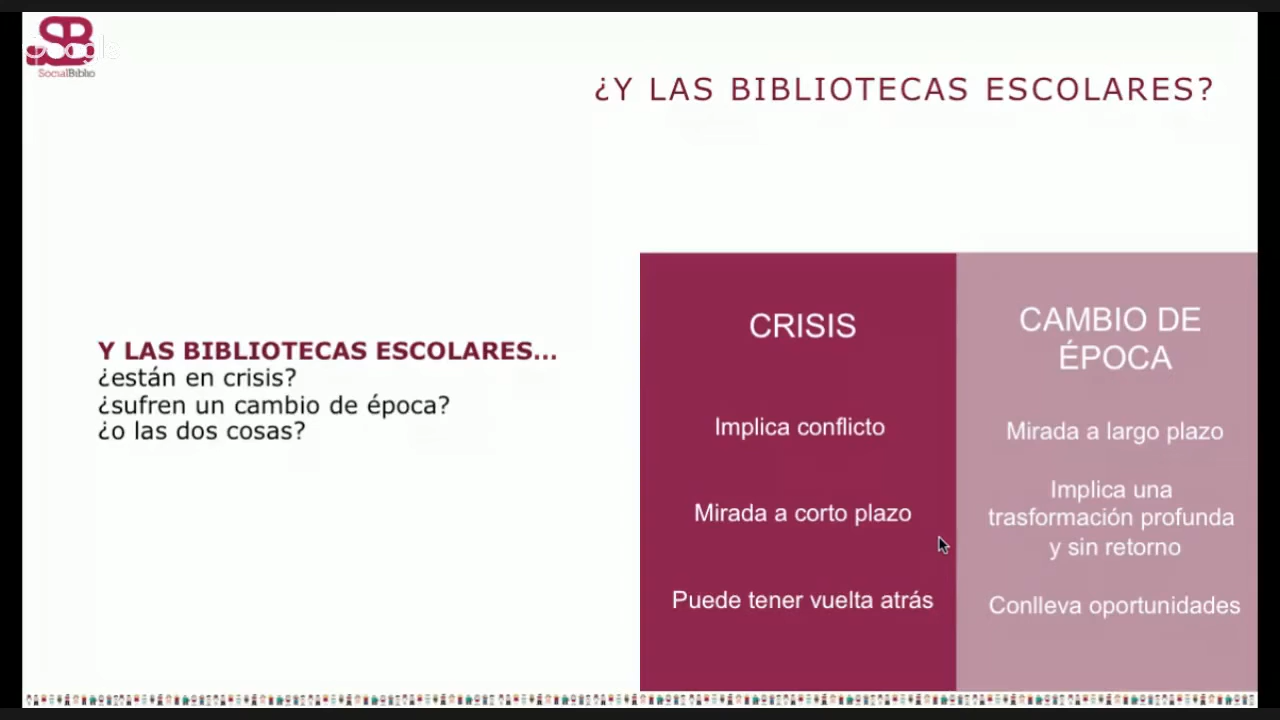 SB
Google
SocialBiblio
¿Y LAS BIBLIOTECAS ESCOLARES?
Y LAS BIBLIOTECAS ESCOLARES...
¿están en crisis?
¿sufren un cambio de época?
¿o las dos cosas?
CRISIS
Implica conflicto
Mirada a corto plazo
Puede tener vuelta atrás
CAMBIO DE
ÉPOCA
Mirada a largo plazo
Implica una
trasformación profunda
y sin retorno
Conlleva oportunidades